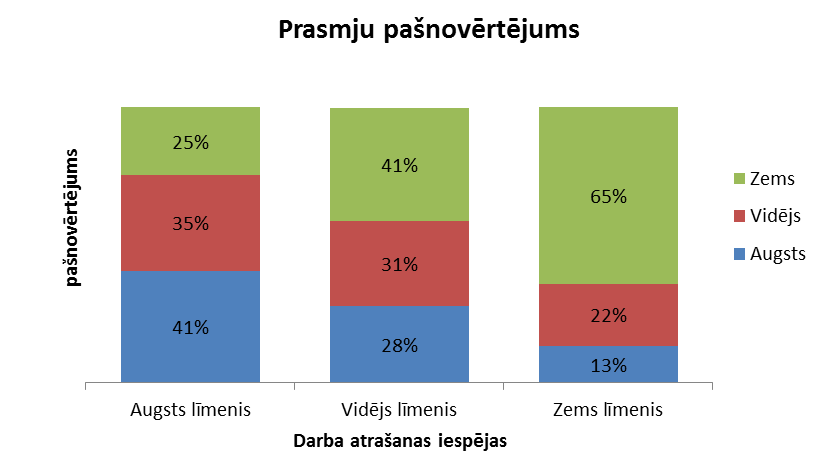 Prasmju pašnovērtējums
pašnovērtējums
25%
41%
65%
35%
31%
22%
41%
28%
13%
Zems
Vidējs
Augsts
Augsts līmenis
Vidējs līmenis
Zems līmenis
Darba atrašanas iespējas